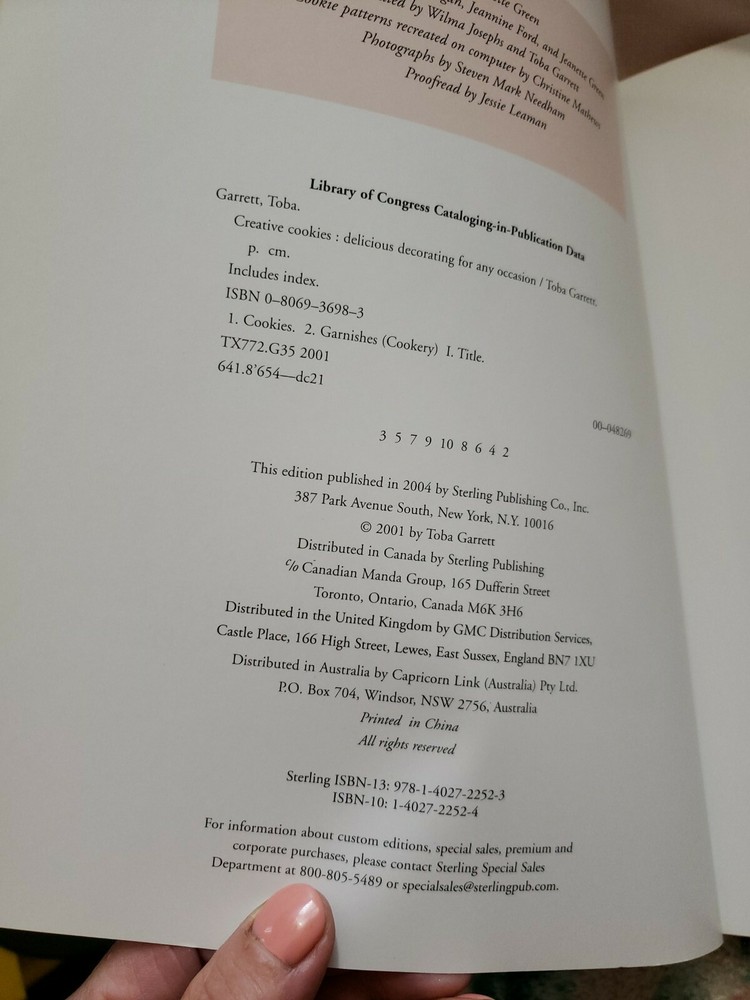 Green
Jeannine Ford, and Jeanette Green
by Wilma Josephs and Toba Garrett
Cookie patterns recreated on computer by Christine Mathews
Photographs by Steven Mark Needham
Proofread by Jessie Leaman
Library of Congress Cataloging-in-Publication Data
Garrett, Toba.
Creative cookies : delicious decorating for any occasion / Toba Garrett.
p. cm.
Includes index.
ISBN 0–8069–3698–3
1. Cookies. 2. Garnishes (Cookery) I. Title.
TX772.G35 2001
641.8'654—dc21
00–048269
3 5 7 9 10 8 6 4 2
This edition published in 2004 by Sterling Publishing Co., Inc.
387 Park Avenue South, New York, N.Y. 10016
© 2001 by Toba Garrett
Distributed in Canada by Sterling Publishing
c/o Canadian Manda Group, 165 Dufferin Street
Toronto, Ontario, Canada M6K 3H6
Distributed in the United Kingdom by GMC Distribution Services,
Castle Place, 166 High Street, Lewes, East Sussex, England BN7 1XU
Distributed in Australia by Capricorn Link (Australia) Pty Ltd.
P.O. Box 704, Windsor, NSW 2756, Australia
Printed in China
All rights reserved
Sterling ISBN-13: 978-1-4027-2252-3
ISBN-10: 1-4027-2252-4
For information about custom editions, special sales, premium and
corporate purchases, please contact Sterling Special Sales
Department at 800-805-5489 or specialsales@sterlingpub.com.